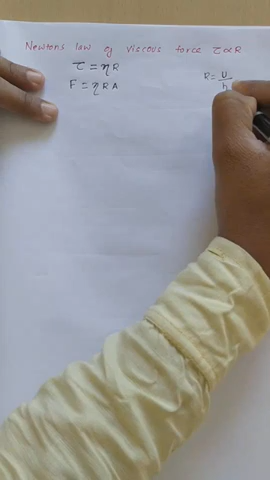 Newtons law of viscous force τ∝R
τ = ηR
F = ηRA
R = U/h